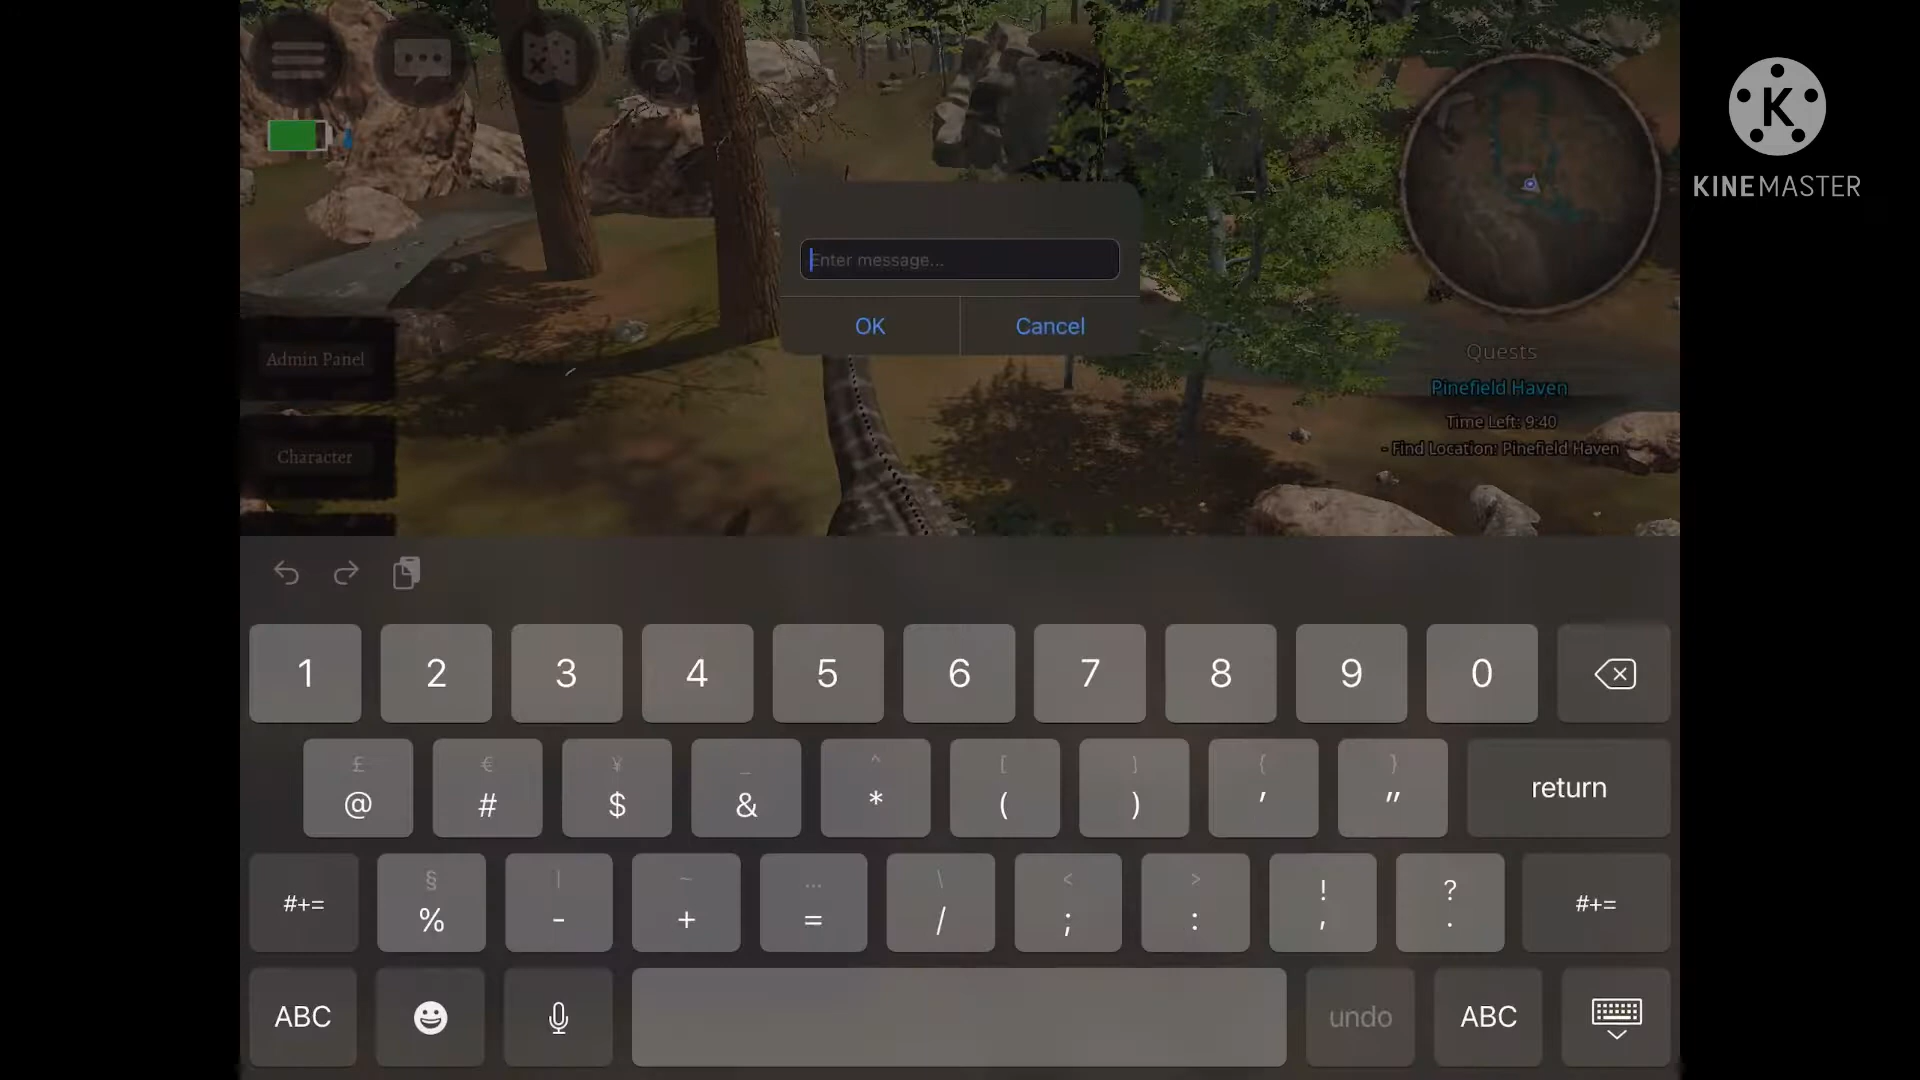 KINEMASTER
Enter message...
OK Cancel
Admin Panel
Character
Quests
Pinefield Haven
Time Left: 9:40
- Find Location: Pinefield Haven
1 2 3 4 5 6 7 8 9 0
£ € ¥ _ ^ [ ] { }
@ # $ & * ( ) ' " return
§ | ~ ... \ < > ! ?
#+= % - + = / ; : , . #+=
ABC undo ABC